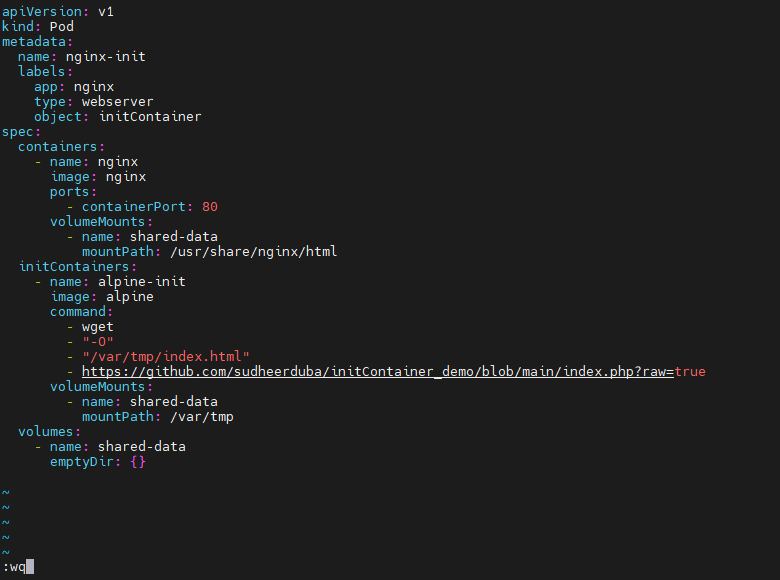 apiVersion: v1
kind: Pod
metadata:
  name: nginx-init
  labels:
    app: nginx
    type: webserver
    object: initContainer
spec:
  containers:
    - name: nginx
      image: nginx
      ports:
        - containerPort: 80
      volumeMounts:
        - name: shared-data
          mountPath: /usr/share/nginx/html
  initContainers:
    - name: alpine-init
      image: alpine
      command:
        - wget
        - "-O"
        - "/var/tmp/index.html"
        - https://github.com/sudheerduba/initContainer_demo/blob/main/index.php?raw=true
      volumeMounts:
        - name: shared-data
          mountPath: /var/tmp
  volumes:
    - name: shared-data
      emptyDir: {}

~
~
~
~
~
:wq